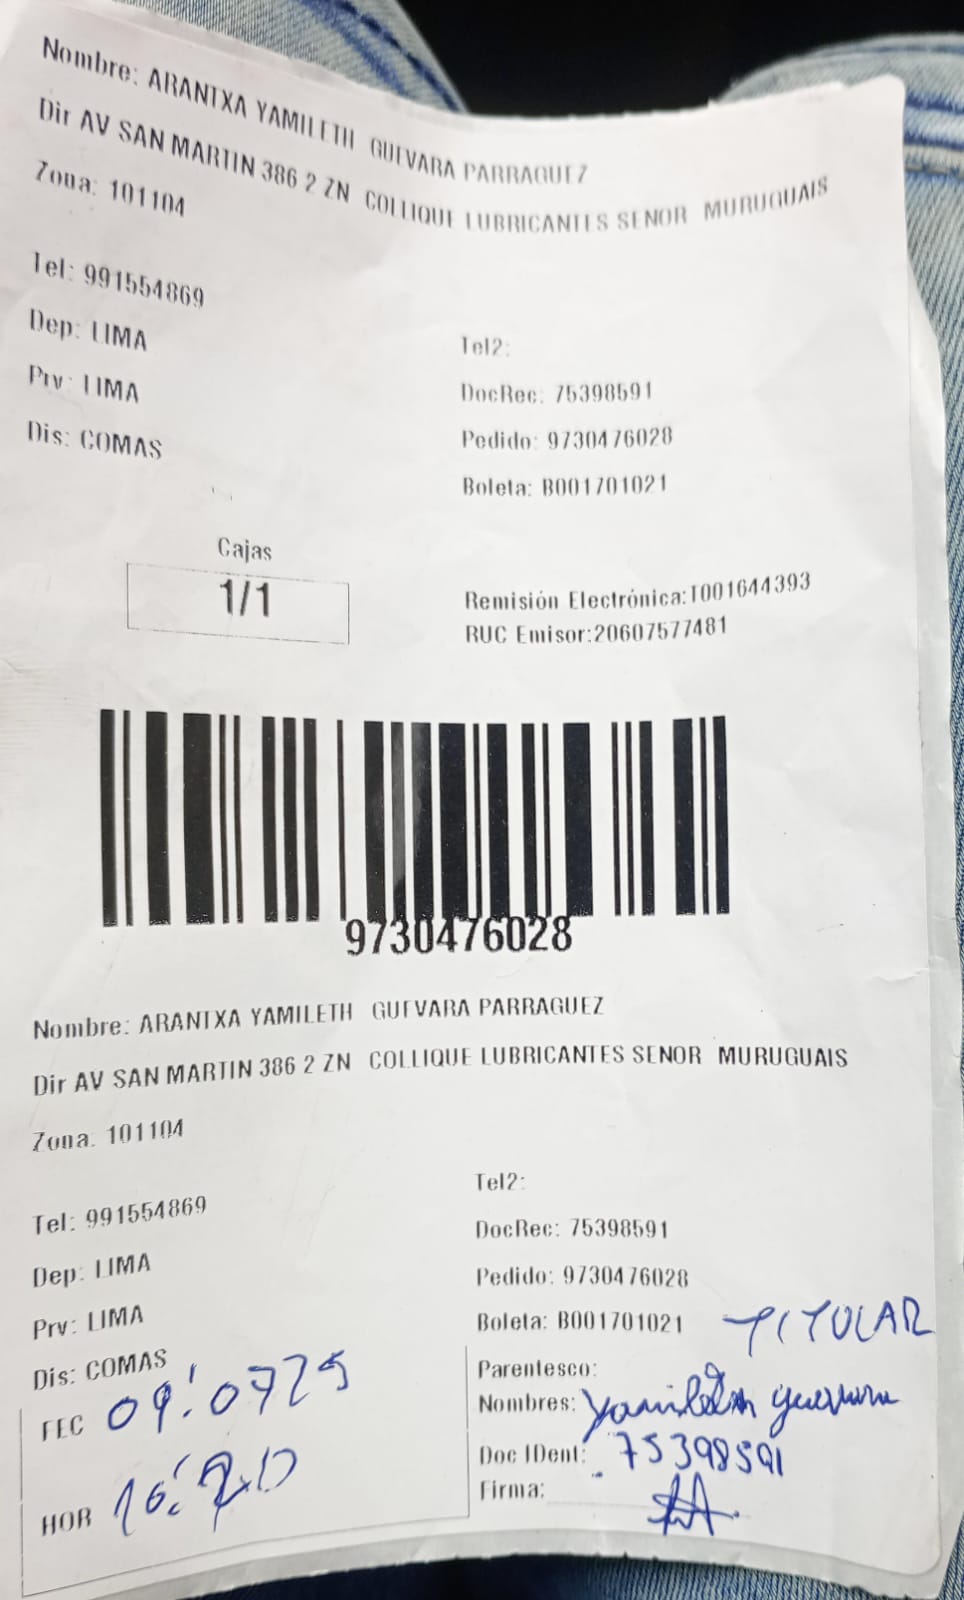 Nombre: ARANTXA YAMILETH GUEVARA PARRAGUEZ
Dir AV SAN MARTIN 386 2 ZN COLLIQUE LUBRICANTES SENOR MURUGUAIS
Zona: 101104
Tel: 991554869
Dep: LIMA
Tel2:
Prv: LIMA
DocRec: 75398591
Dis: COMAS
Pedido: 9730476028
Boleta: B001701021
Cajas
1/1
Remisión Electrónica:T001644393
RUC Emisor:20607577481
9730476028
Nombre: ARANTXA YAMILETH GUEVARA PARRAGUEZ
Dir AV SAN MARTIN 386 2 ZN COLLIQUE LUBRICANTES SENOR MURUGUAIS
Zona: 101104
Tel2:
Tel: 991554869
DocRec: 75398591
Dep: LIMA
Pedido: 9730476028
Prv: LIMA
Boleta: B001701021 TITULAR
Dis: COMAS
Parentesco:
FEC 09:0725
Nombres: Yamileth guevara
Doc IDent: 75398591
HOR
Firma: